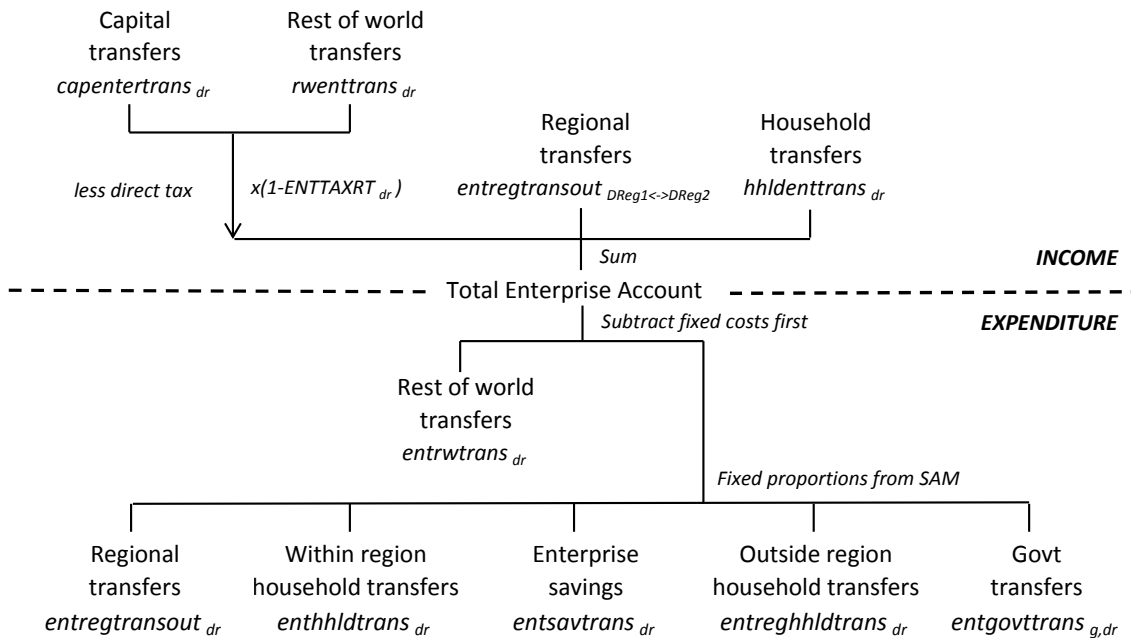 Capital
transfers
capentertrans dr
Rest of world
transfers
rwenttrans dr
Regional
transfers
entregtransout DReg1<->DReg2
Household
transfers
hhldenttrans dr
less direct tax
x(1-ENTTAXRT dr)
Sum
INCOME
Total Enterprise Account
Subtract fixed costs first
EXPENDITURE
Rest of world
transfers
entrwtrans dr
Fixed proportions from SAM
Regional
transfers
entregtransout dr
Within region
household transfers
enthhldtrans dr
Enterprise
savings
entsavtrans dr
Outside region
household transfers
entreghhldtrans dr
Govt
transfers
entgovttrans g,dr